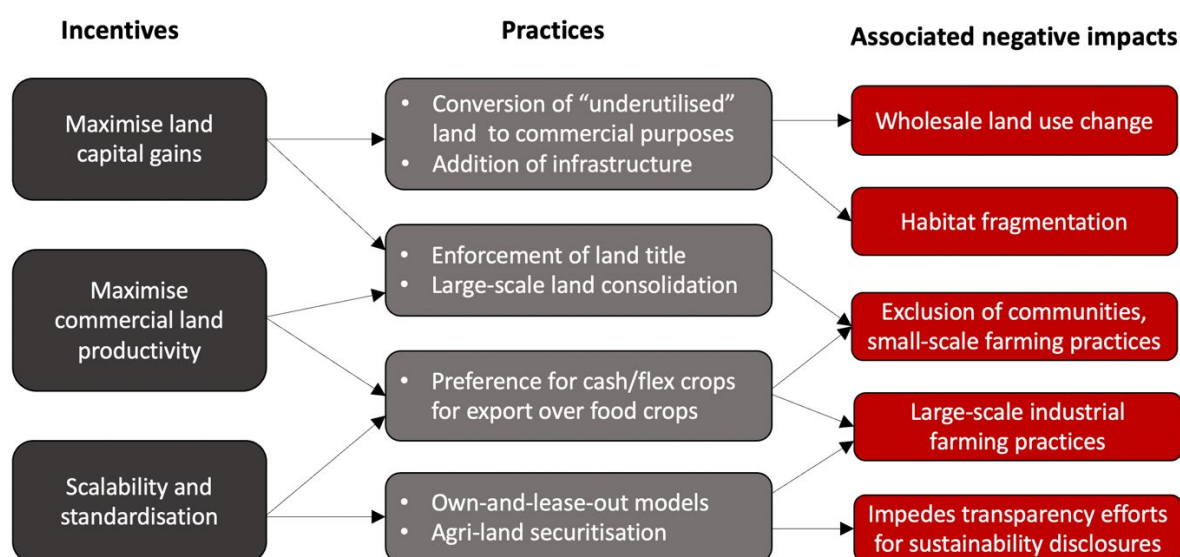 Incentives
Practices
Associated negative impacts
Maximise land
capital gains
Maximise
commercial land
productivity
Scalability and
standardisation
• Conversion of “underutilised”
land to commercial purposes
• Addition of infrastructure
• Enforcement of land title
• Large-scale land consolidation
• Preference for cash/flex crops
for export over food crops
• Own-and-lease-out models
• Agri-land securitisation
Wholesale land use change
Habitat fragmentation
Exclusion of communities,
small-scale farming practices
Large-scale industrial
farming practices
Impedes transparency efforts
for sustainability disclosures